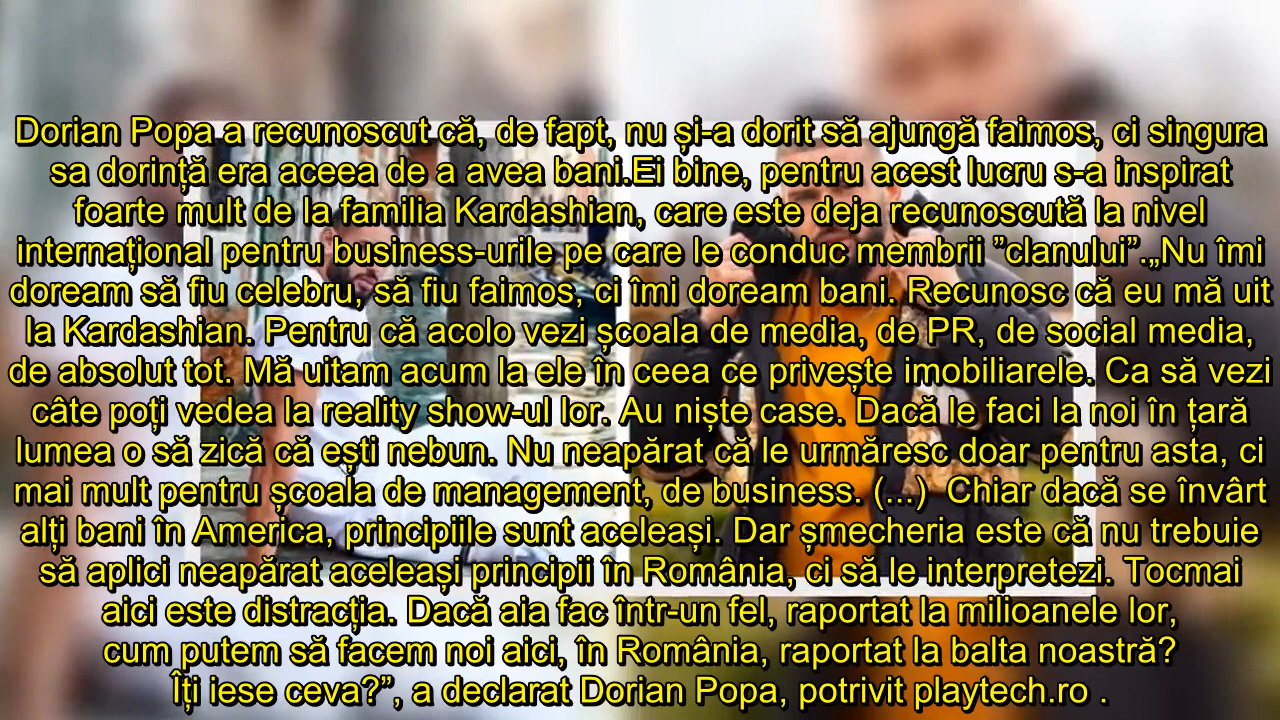 Dorian Popa a recunoscut că, de fapt, nu și-a dorit să ajungă faimos, ci singura
sa dorință era aceea de a avea bani.Ei bine, pentru acest lucru s-a inspirat
foarte mult de la familia Kardashian, care este deja recunoscută la nivel
internațional pentru business-urile pe care le conduc membrii ”clanului”.„Nu îmi
doream să fiu celebru, să fiu faimos, ci îmi doream bani. Recunosc că eu mă uit
la Kardashian. Pentru că acolo vezi școala de media, de PR, de social media,
de absolut tot. Mă uitam acum la ele în ceea ce privește imobiliarele. Ca să vezi
câte poți vedea la reality show-ul lor. Au niște case. Dacă le faci la noi în țară
lumea o să zică că ești nebun. Nu neapărat că le urmăresc doar pentru asta, ci
mai mult pentru școala de management, de business. (...)  Chiar dacă se învârt
alți bani în America, principiile sunt aceleași. Dar șmecheria este că nu trebuie
să aplici neapărat aceleași principii în România, ci să le interpretezi. Tocmai
aici este distracția. Dacă aia fac într-un fel, raportat la milioanele lor,
cum putem să facem noi aici, în România, raportat la balta noastră?
Îți iese ceva?”, a declarat Dorian Popa, potrivit playtech.ro .